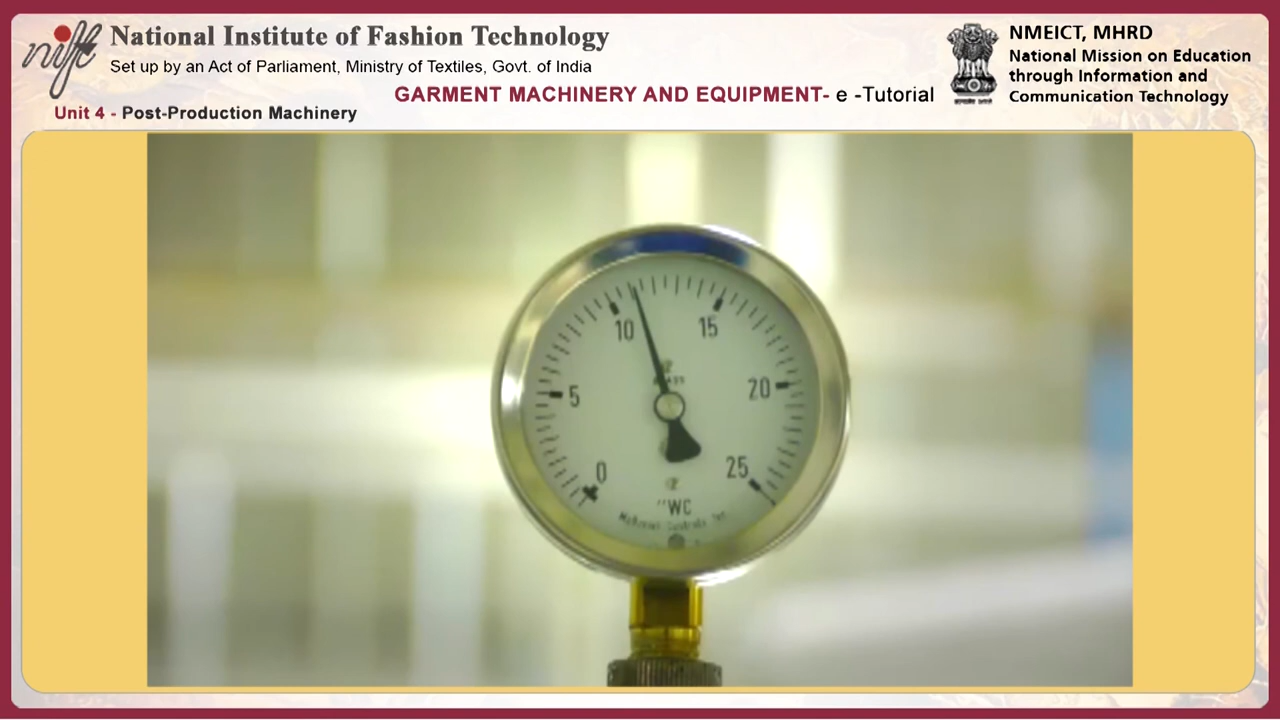 nift
National Institute of Fashion Technology
Set up by an Act of Parliament, Ministry of Textiles, Govt. of India
GARMENT MACHINERY AND EQUIPMENT- e -Tutorial
Unit 4 - Post-Production Machinery
NMEICT, MHRD
National Mission on Education
through Information and
Communication Technology
10 15
5 20
0 25
"WC